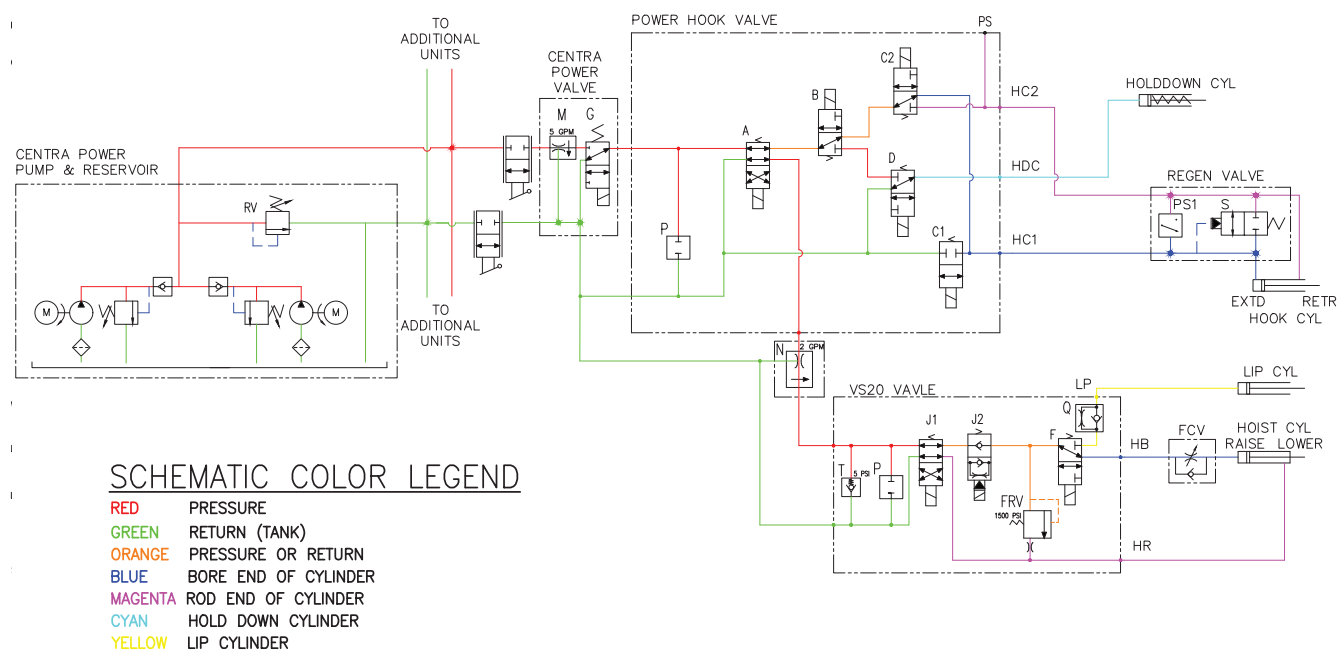 TO
ADDITIONAL
UNITS
POWER HOOK VALVE
PS
CENTRA
POWER
VALVE
C2
HOLDDOWN CYL
HC2
B
M
G
5 GPM
A
CENTRA POWER
PUMP & RESERVOIR
D
HDC
REGEN VALVE
RV
PS1
S
P
C1
HC1
M
M
EXTD
RETR
HOOK CYL
TO
ADDITIONAL
UNITS
N
2 GPM
LIP CYL
LP
VS20 VAVLE
Q
J1
J2
F
HB
FCV
HOIST CYL
RAISE LOWER
T
5 PSI
P
FRV
1500 PSI
HR
SCHEMATIC COLOR LEGEND
RED PRESSURE
GREEN RETURN (TANK)
ORANGE PRESSURE OR RETURN
BLUE BORE END OF CYLINDER
MAGENTA ROD END OF CYLINDER
CYAN HOLD DOWN CYLINDER
YELLOW LIP CYLINDER